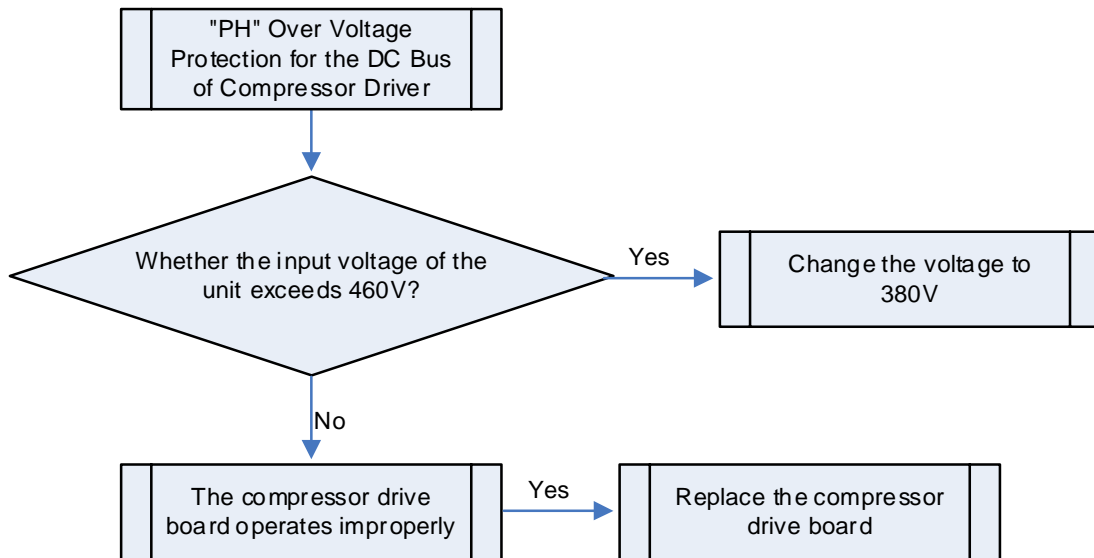 "PH" Over Voltage
Protection for the DC Bus
of Compressor Driver
Whether the input voltage of the
unit exceeds 460V?
Yes
Change the voltage to
380V
No
The compressor drive
board operates improperly
Yes
Replace the compressor
drive board